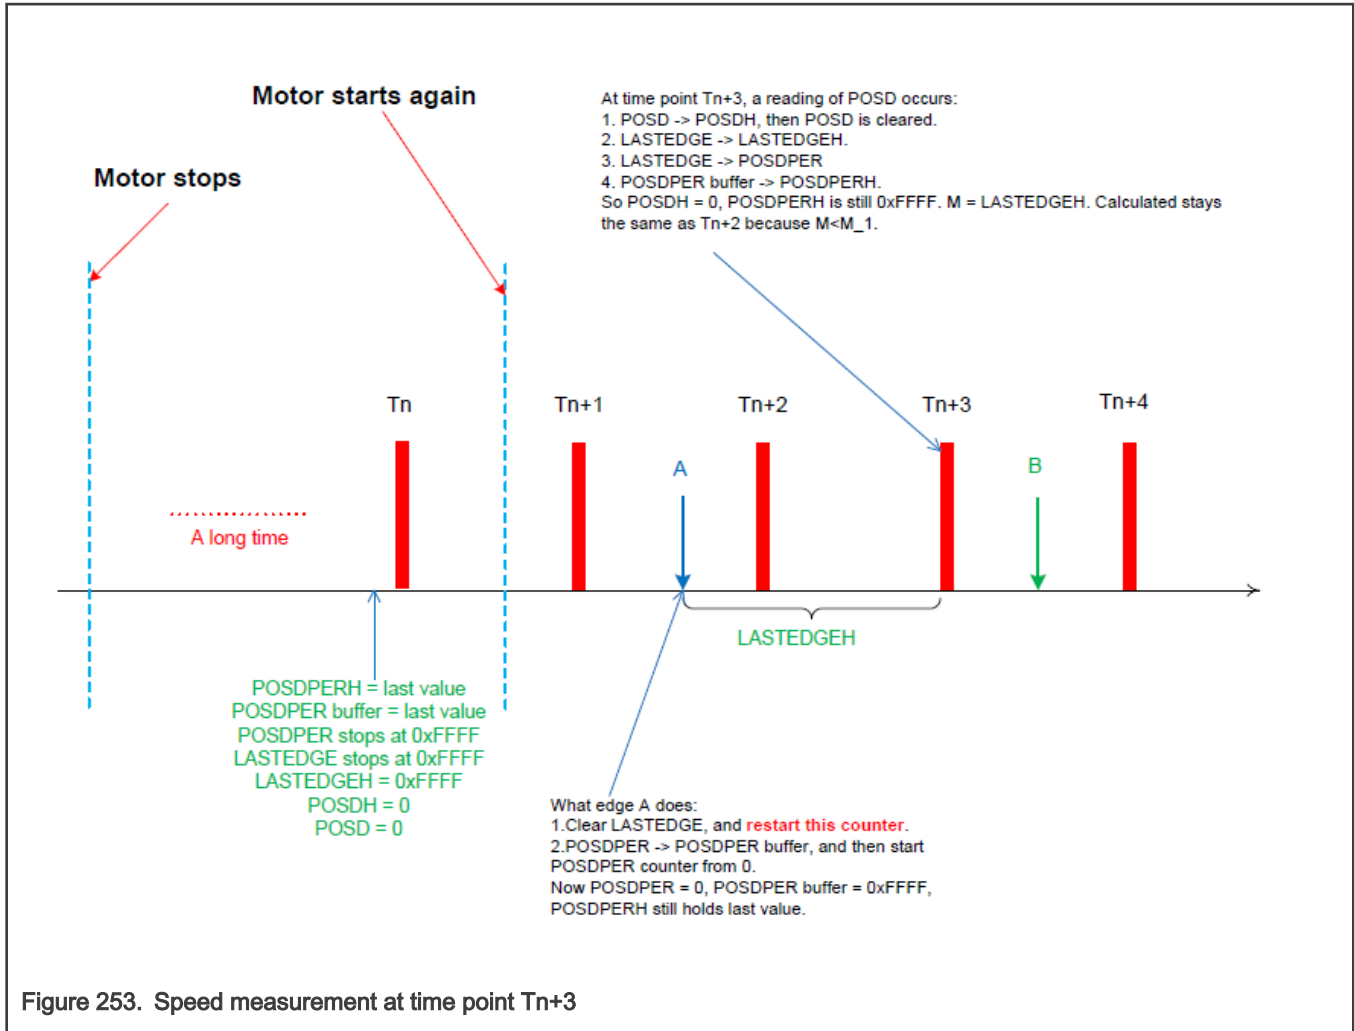 Motor starts again
Motor stops
At time point Tn+3, a reading of POSD occurs:
1. POSD -> POSDH, then POSD is cleared.
2. LASTEDGE -> LASTEDGEH.
3. LASTEDGE -> POSDPER
4. POSDPER buffer -> POSDPERH.
So POSDH = 0, POSDPERH is still 0xFFFF. M = LASTEDGEH. Calculated stays
the same as Tn+2 because M<M_1.
Tn
Tn+1
Tn+2
Tn+3
Tn+4
A
B
A long time
LASTEDGEH
POSDPERH = last value
POSDPER buffer = last value
POSDPER stops at 0xFFFF
LASTEDGE stops at 0xFFFF
LASTEDGEH = 0xFFFF
POSDH = 0
POSD = 0
What edge A does:
1.Clear LASTEDGE, and restart this counter.
2.POSDPER -> POSDPER buffer, and then start
POSDPER counter from 0.
Now POSDPER = 0, POSDPER buffer = 0xFFFF,
POSDPERH still holds last value.
Figure 253. Speed measurement at time point Tn+3